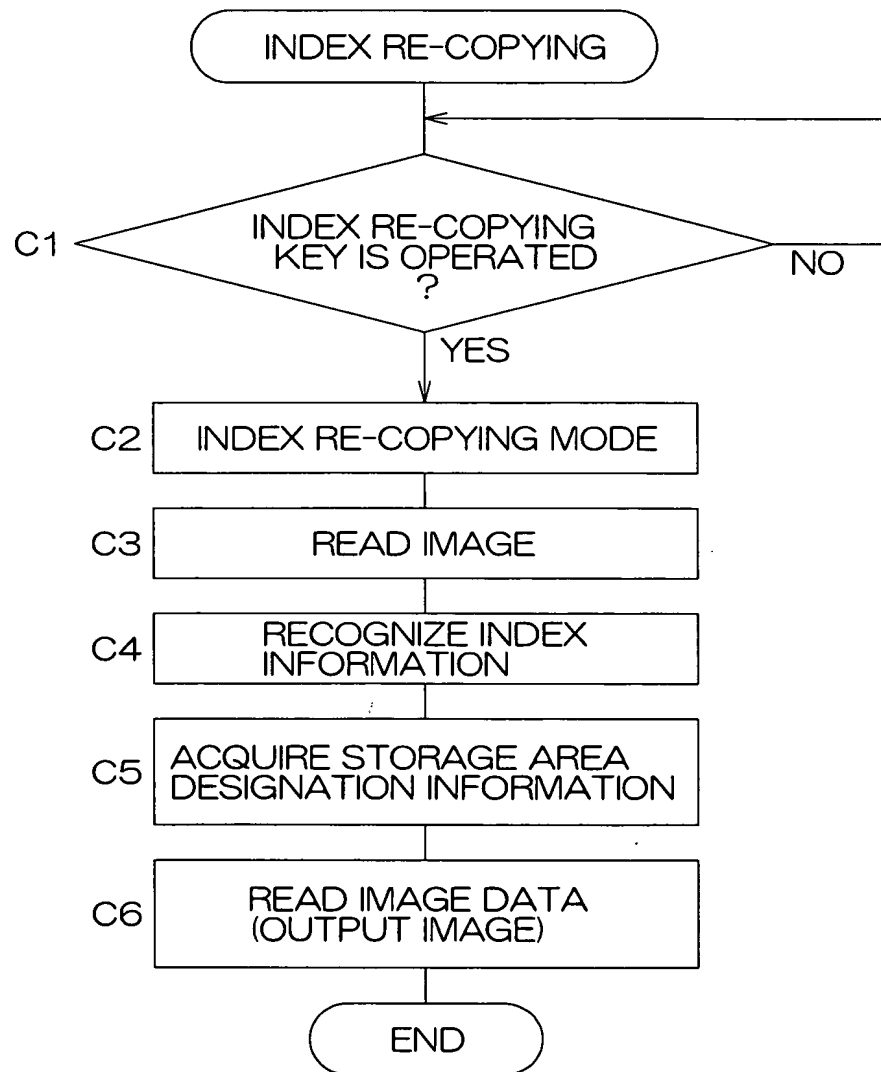 INDEX RE-COPYING
C1
INDEX RE-COPYING
KEY IS OPERATED
?
NO
YES
C2
INDEX RE-COPYING MODE
C3
READ IMAGE
C4
RECOGNIZE INDEX
INFORMATION
C5
ACQUIRE STORAGE AREA
DESIGNATION INFORMATION
C6
READ IMAGE DATA
(OUTPUT IMAGE)
END